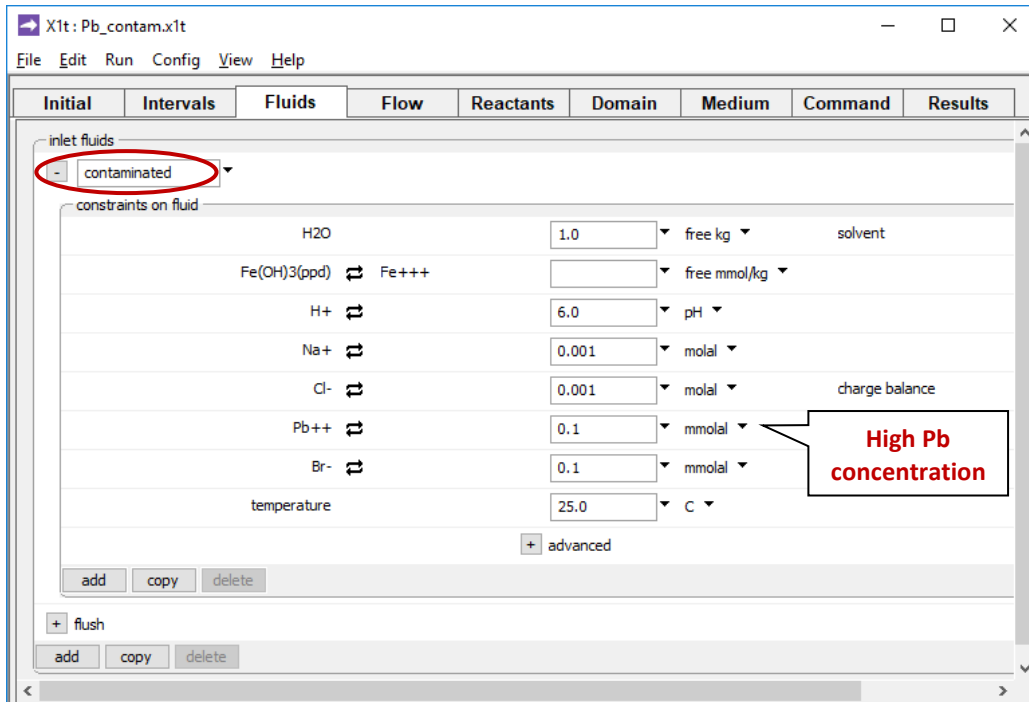 X1t : Pb_contam.x1t
File Edit Run Config View Help
Initial Intervals Fluids Flow Reactants Domain Medium Command Results
inlet fluids
- contaminated
constraints on fluid
H2O 1.0 free kg solvent
Fe(OH)3(ppd) Fe+++ free mmol/kg
H+ 6.0 pH
Na+ 0.001 molal
Cl- 0.001 molal charge balance
Pb++ 0.1 mmolal
High Pb
concentration
Br- 0.1 mmolal
temperature 25.0 C
+ advanced
add copy delete
+ flush
add copy delete